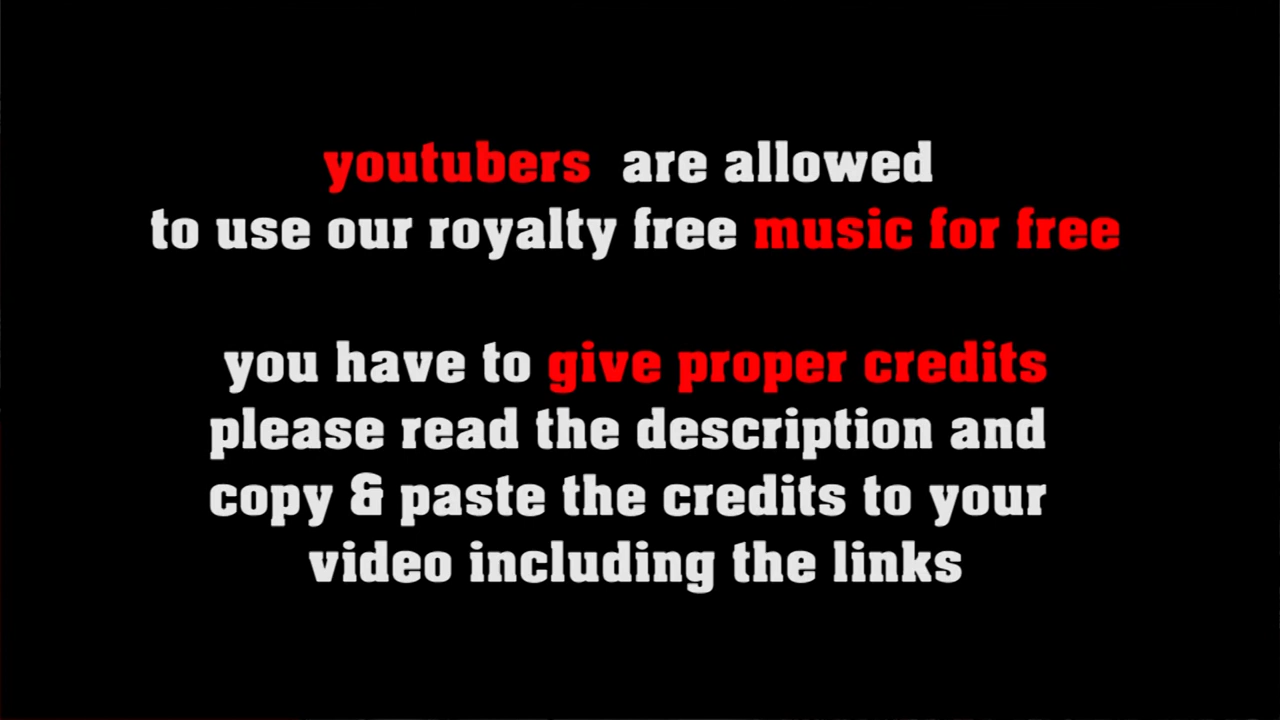 youtubers are allowed
to use our royalty free music for free
you have to give proper credits
please read the description and
copy & paste the credits to your
video including the links